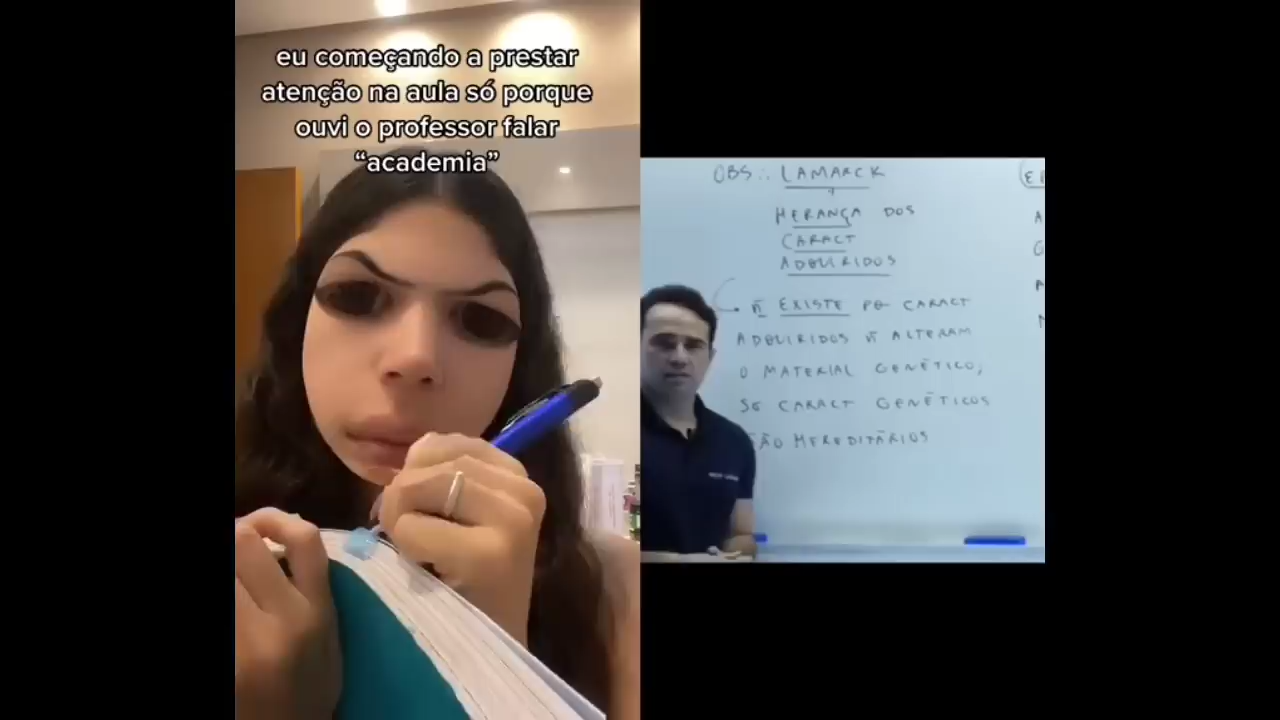 eu começando a prestar
atenção na aula só porque
ouvi o professor falar
“academia”
OBS.: LAMARCK
HERANÇA DOS
CARACT
ADQUIRIDOS
ñ EXISTE PQ CARACT
ADQUIRIDOS ñ ALTERAM
O MATERIAL GENÉTICO;
SÓ CARACT GENÉTICOS
SÃO HEREDITÁRIOS